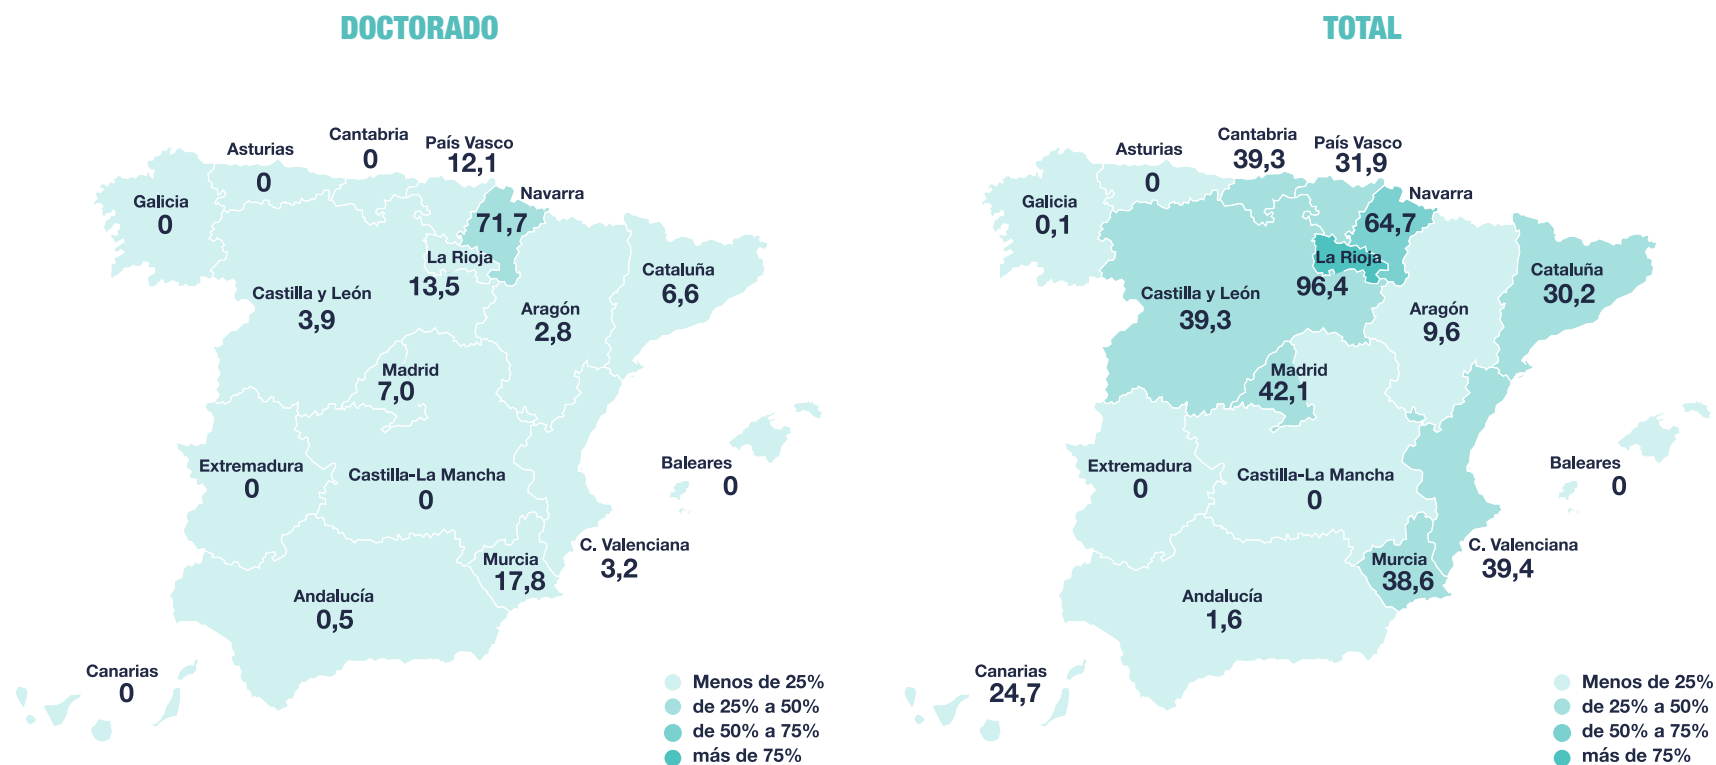 DOCTORADO
Cantabria
0
País Vasco
12,1
Asturias
0
Navarra
71,7
Galicia
0
La Rioja
13,5
Cataluña
6,6
Castilla y León
3,9
Aragón
2,8
Madrid
7,0
Baleares
0
Extremadura
0
Castilla-La Mancha
0
C. Valenciana
3,2
Murcia
17,8
Andalucía
0,5
Canarias
0
Menos de 25%
de 25% a 50%
de 50% a 75%
más de 75%
TOTAL
Cantabria
39,3
País Vasco
31,9
Asturias
0
Navarra
64,7
Galicia
0,1
La Rioja
96,4
Cataluña
30,2
Castilla y León
39,3
Aragón
9,6
Madrid
42,1
Baleares
0
Extremadura
0
Castilla-La Mancha
0
C. Valenciana
39,4
Murcia
38,6
Andalucía
1,6
Canarias
24,7
Menos de 25%
de 25% a 50%
de 50% a 75%
más de 75%